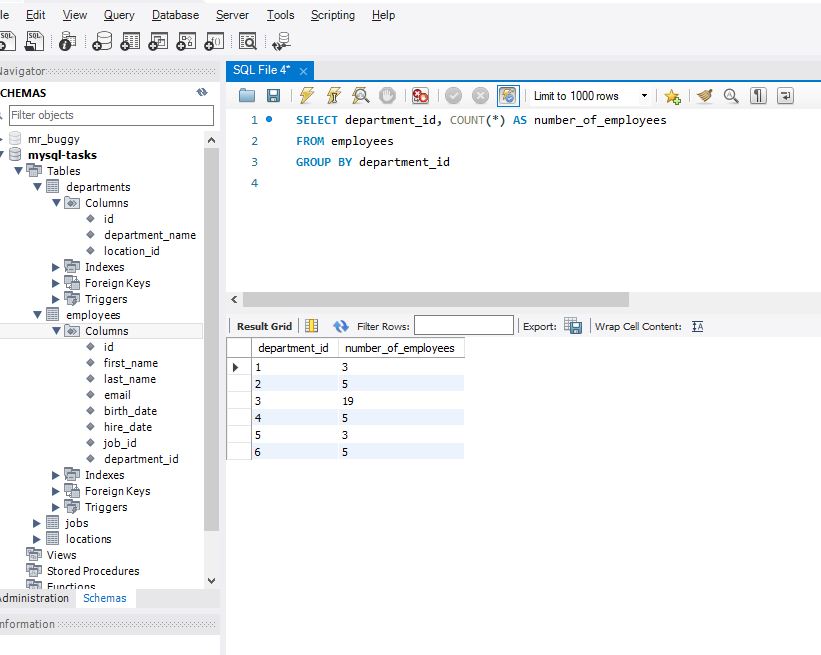 le Edit View Query Database Server Tools Scripting Help
Navigator
SCHEMAS
Filter objects
mr_buggy
mysql-tasks
Tables
departments
Columns
id
department_name
location_id
Indexes
Foreign Keys
Triggers
employees
Columns
id
first_name
last_name
email
birth_date
hire_date
job_id
department_id
Indexes
Foreign Keys
Triggers
jobs
locations
Views
Stored Procedures
Functions
Administration Schemas
nformation
SQL File 4*
Limit to 1000 rows
1 SELECT department_id, COUNT(*) AS number_of_employees
2 FROM employees
3 GROUP BY department_id
4
Result Grid Filter Rows: Export: Wrap Cell Content:
department_id number_of_employees
1 3
2 5
3 19
4 5
5 3
6 5